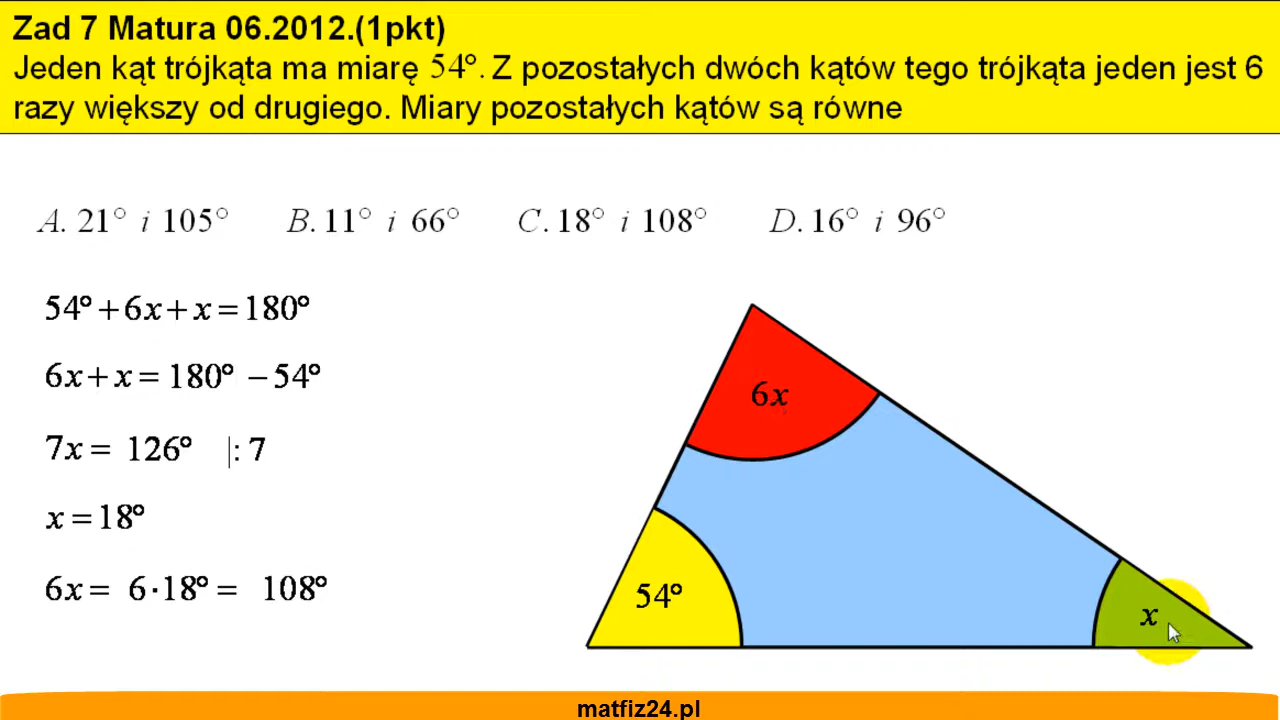 Zad 7 Matura 06.2012.(1pkt)
Jeden kąt trójkąta ma miarę 54°. Z pozostałych dwóch kątów tego trójkąta jeden jest 6
razy większy od drugiego. Miary pozostałych kątów są równe
A. 21° i 105° B. 11° i 66° C. 18° i 108° D. 16° i 96°
54° + 6x + x = 180°
6x + x = 180° − 54°
7x = 126° |: 7
x = 18°
6x = 6·18° = 108°
6x
54°
x
matfiz24.pl